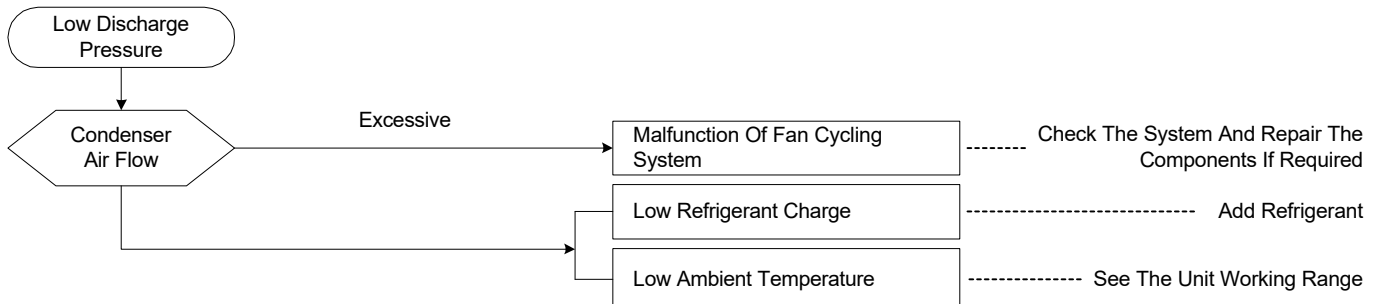 Low Discharge
Pressure
Condenser
Air Flow
Excessive
Malfunction Of Fan Cycling
System
Check The System And Repair The
Components If Required
Low Refrigerant Charge
Add Refrigerant
Low Ambient Temperature
See The Unit Working Range